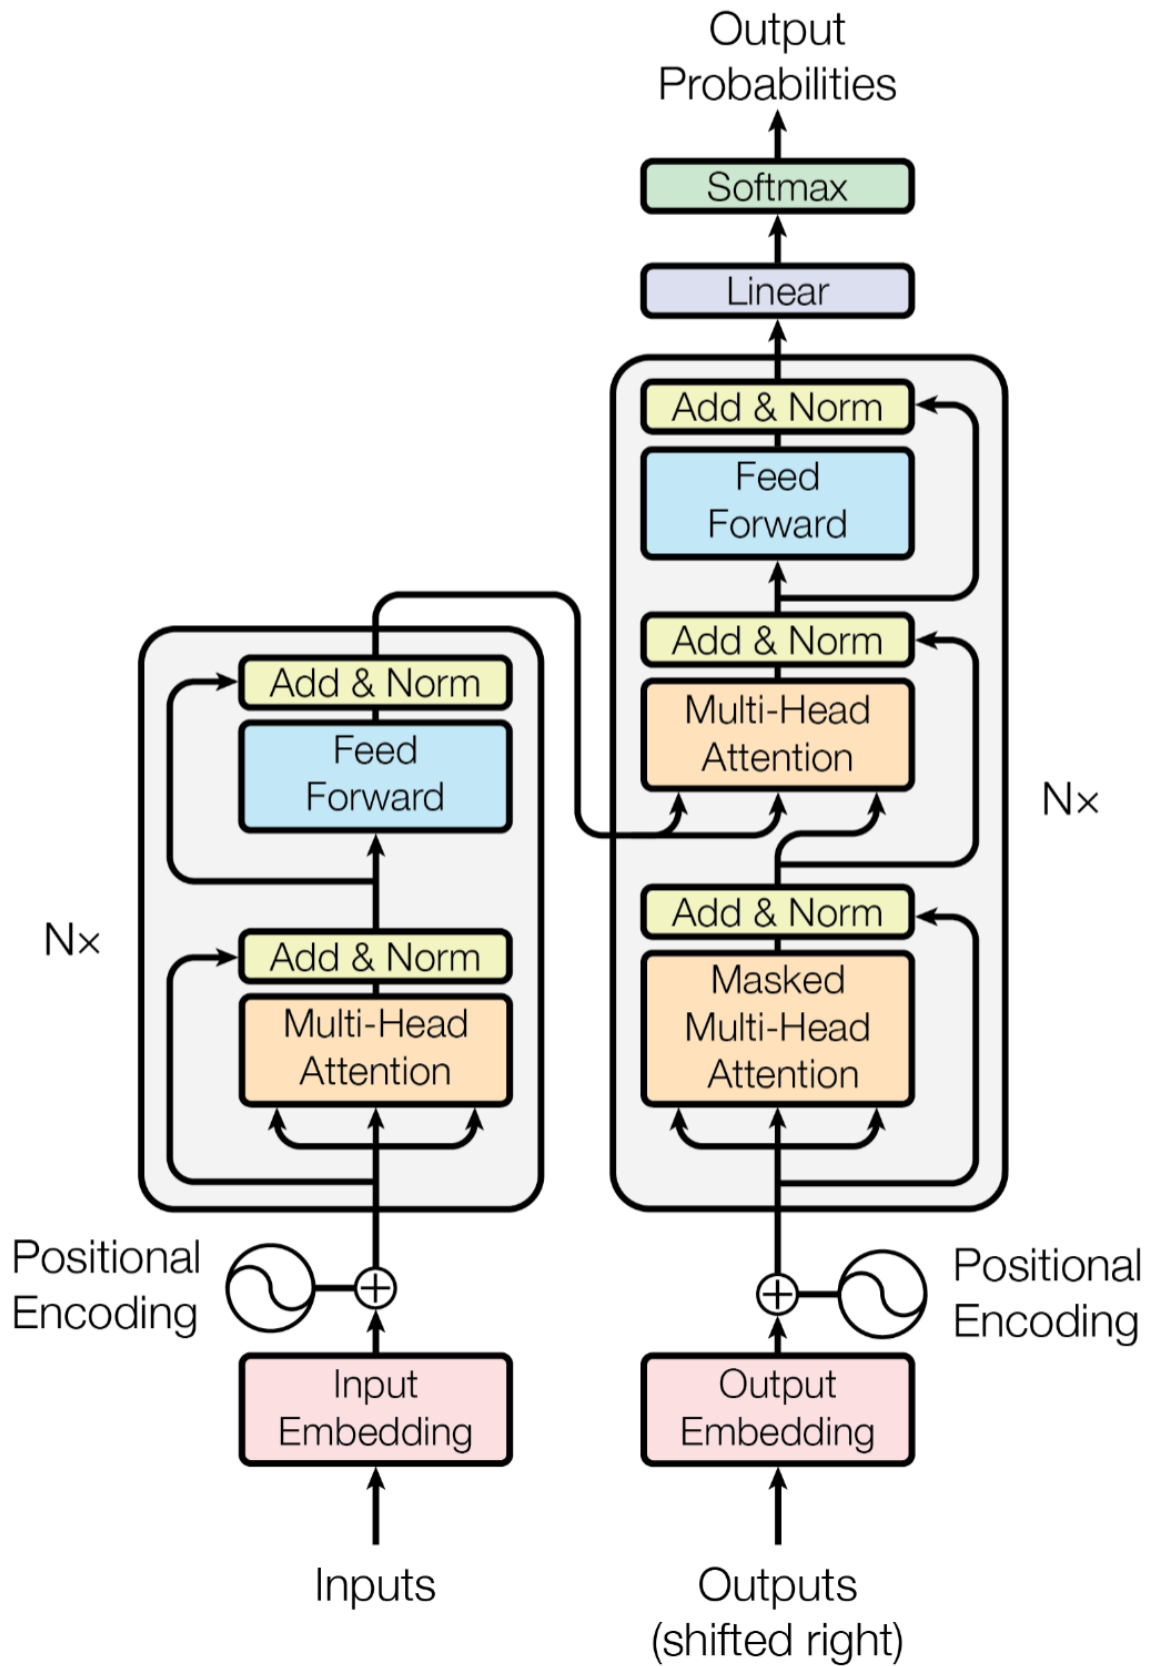 Output
Probabilities
Softmax
Linear
Add & Norm
Feed
Forward
Add & Norm
Multi-Head
Attention
Add & Norm
Masked
Multi-Head
Attention
N×
Add & Norm
Feed
Forward
Add & Norm
Multi-Head
Attention
N×
Positional
Encoding
Input
Embedding
Inputs
Positional
Encoding
Output
Embedding
Outputs
(shifted right)